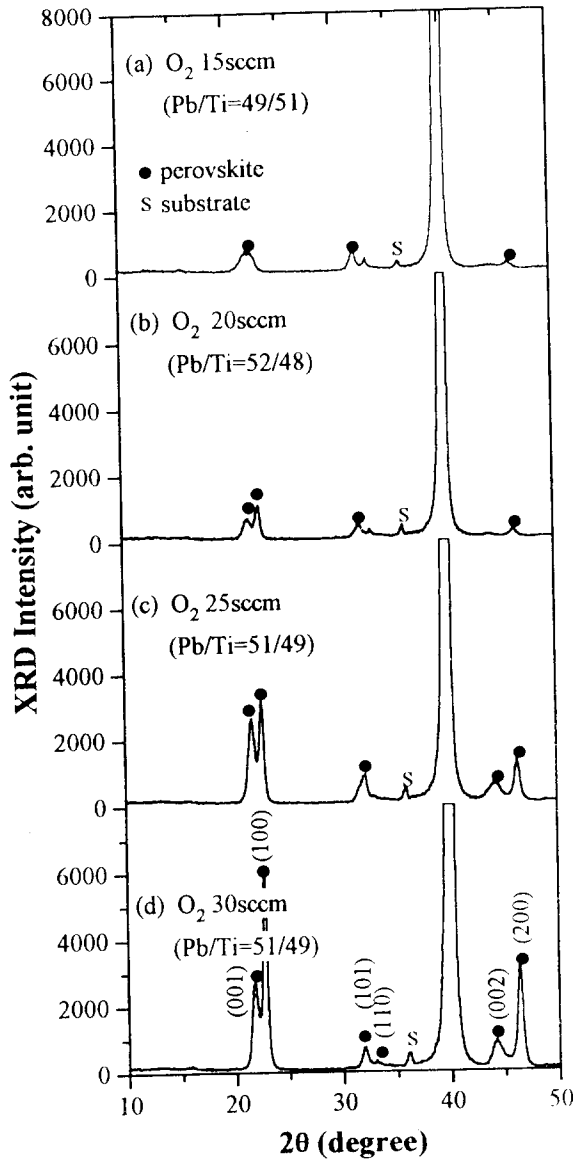 XRD Intensity (arb. unit)
8000
6000
4000
2000
0
(a) O₂ 15sccm
(Pb/Ti=49/51)
● perovskite
S substrate
S
6000
4000
2000
0
(b) O₂ 20sccm
(Pb/Ti=52/48)
S
6000
4000
2000
0
(c) O₂ 25sccm
(Pb/Ti=51/49)
S
6000
4000
2000
0
(d) O₂ 30sccm
(Pb/Ti=51/49)
(001)
(100)
(101)
(110)
S
(002)
(200)
10 20 30 40 50
2θ (degree)